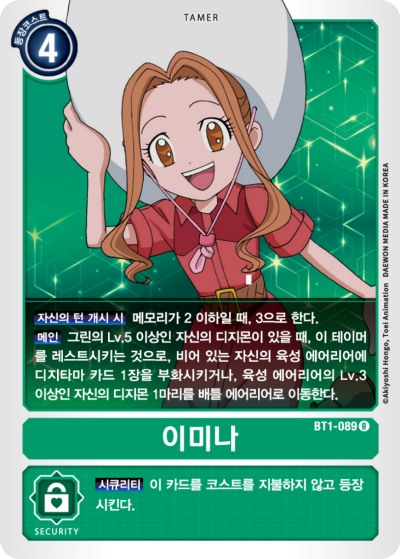 TAMER
등장코스트
4
자신의 턴 개시 시 메모리가 2 이하일 때, 3으로 한다.
메인 그린의 Lv.5 이상인 자신의 디지몬이 있을 때, 이 테이머
를 레스트시키는 것으로, 비어 있는 자신의 육성 에어리어에
디지타마 카드 1장을 부화시키거나, 육성 에어리어의 Lv.3
이상인 자신의 디지몬 1마리를 배틀 에어리어로 이동한다.
©Akiyoshi Hongo, Toei Animation DAEWON MEDIA MADE IN KOREA
BT1-089 R
이미나
시큐리티 이 카드를 코스트를 지불하지 않고 등장
시킨다.
SECURITY